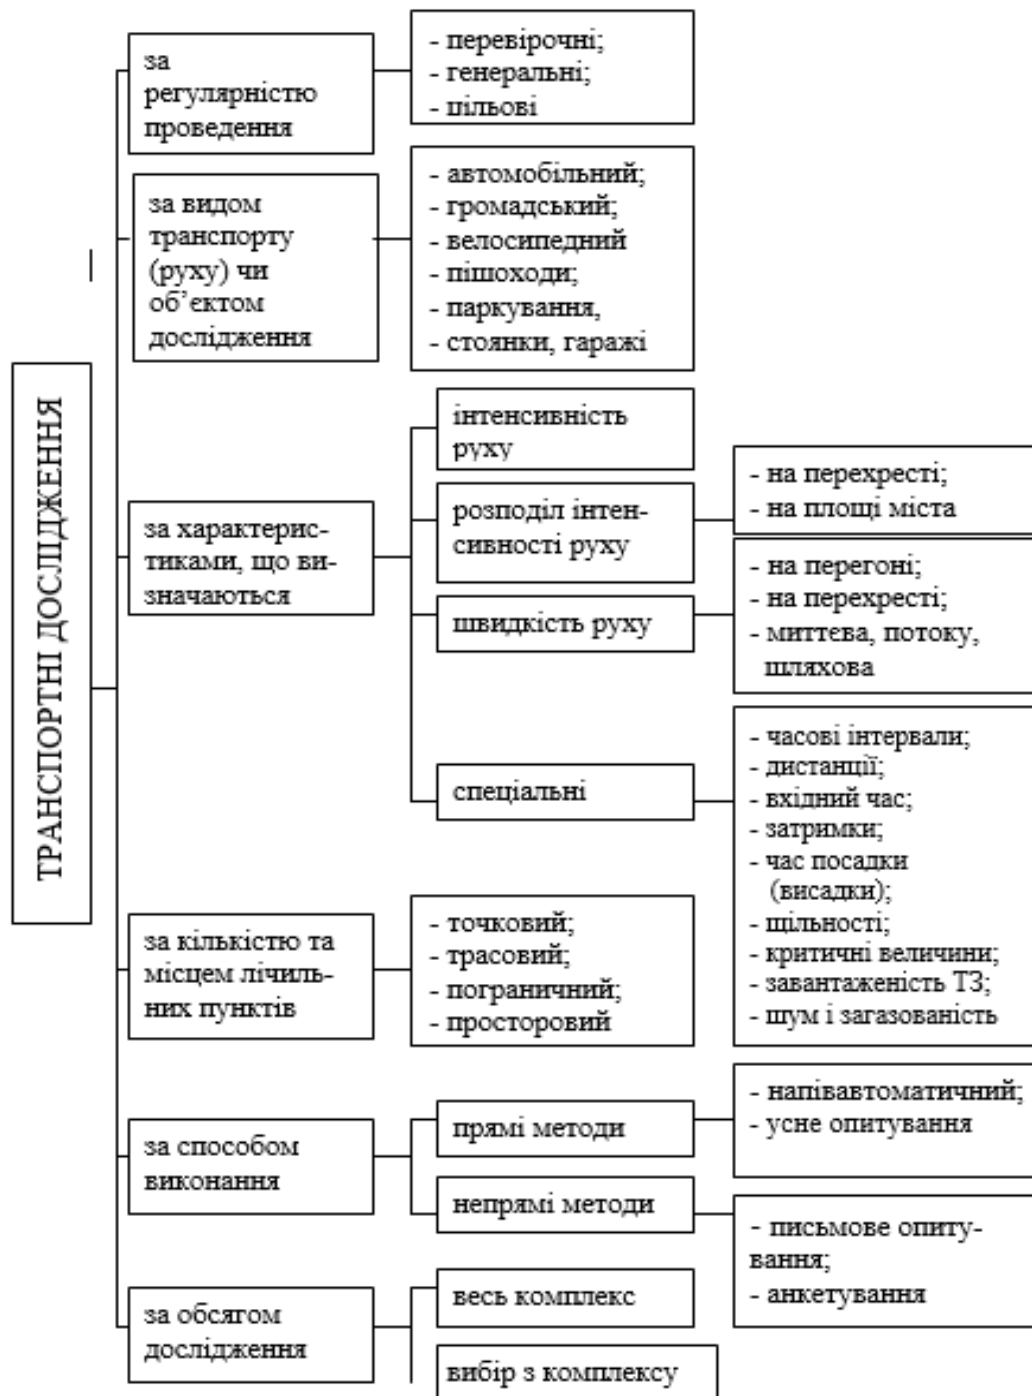 ТРАНСПОРТНІ ДОСЛІДЖЕННЯ
за
регулярністю
проведення
- перевірочні;
- генеральні;
- цільові
за видом
транспорту
(руху) чи
об’єктом
дослідження
- автомобільний;
- громадський;
- велосипедний
- пішоходи;
- паркування,
- стоянки, гаражі
за характерис-
тиками, що ви-
значаються
інтенсивність
руху
розподіл інтен-
сивності руху
- на перехресті;
- на площі міста
швидкість руху
- на перегоні;
- на перехресті;
- миттєва, потоку,
шляхова
спеціальні
- часові інтервали;
- дистанції;
- вхідний час;
- затримки;
- час посадки
(висадки);
- щільності;
- критичні величини;
- завантаженість ТЗ;
- шум і загазованість
за кількістю та
місцем лічиль-
них пунктів
- точковий;
- трасовий;
- пограничний;
- просторовий
за способом
виконання
прямі методи
- напівавтоматичний;
- усне опитування
непрямі методи
- письмове опиту-
вання;
- анкетування
за обсягом
дослідження
весь комплекс
вибір з комплексу